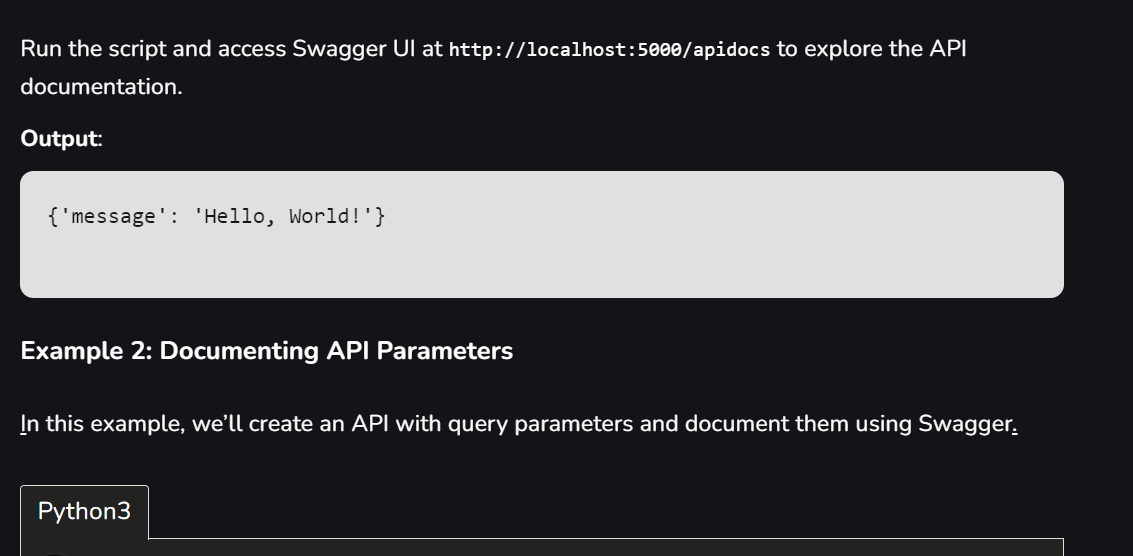 Run the script and access Swagger UI at http://localhost:5000/apidocs to explore the API
documentation.
Output:
{'message': 'Hello, World!'}
Example 2: Documenting API Parameters
In this example, we’ll create an API with query parameters and document them using Swagger.
Python3